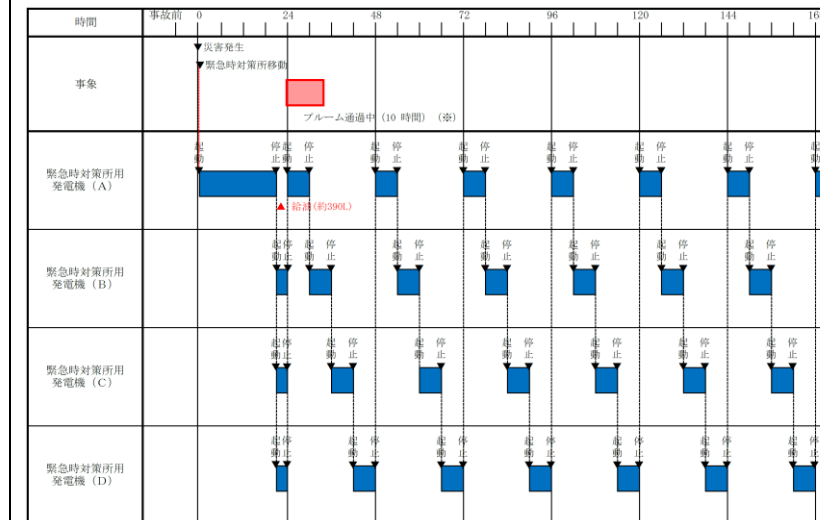 時間 事故前 0 24 48 72 96 120 144 16
事象
災害発生
緊急時対策所移動
プルーム通過中（10 時間）（※）
緊急時対策所用
発電機（A）
起動 停止 起動 停止 起動 停止 起動 停止 起動 停止 起動 停止 起動 停止 起動
給油(約390L)
緊急時対策所用
発電機（B）
起動 停止 起動 停止 起動 停止 起動 停止 起動 停止 起動 停止 起動 停止
緊急時対策所用
発電機（C）
起動 停止 起動 停止 起動 停止 起動 停止 起動 停止 起動 停止 起動 停止
緊急時対策所用
発電機（D）
起動 停止 起動 停止 起動 停止 起動 停止 起動 停止 起動 停止 起動 停止